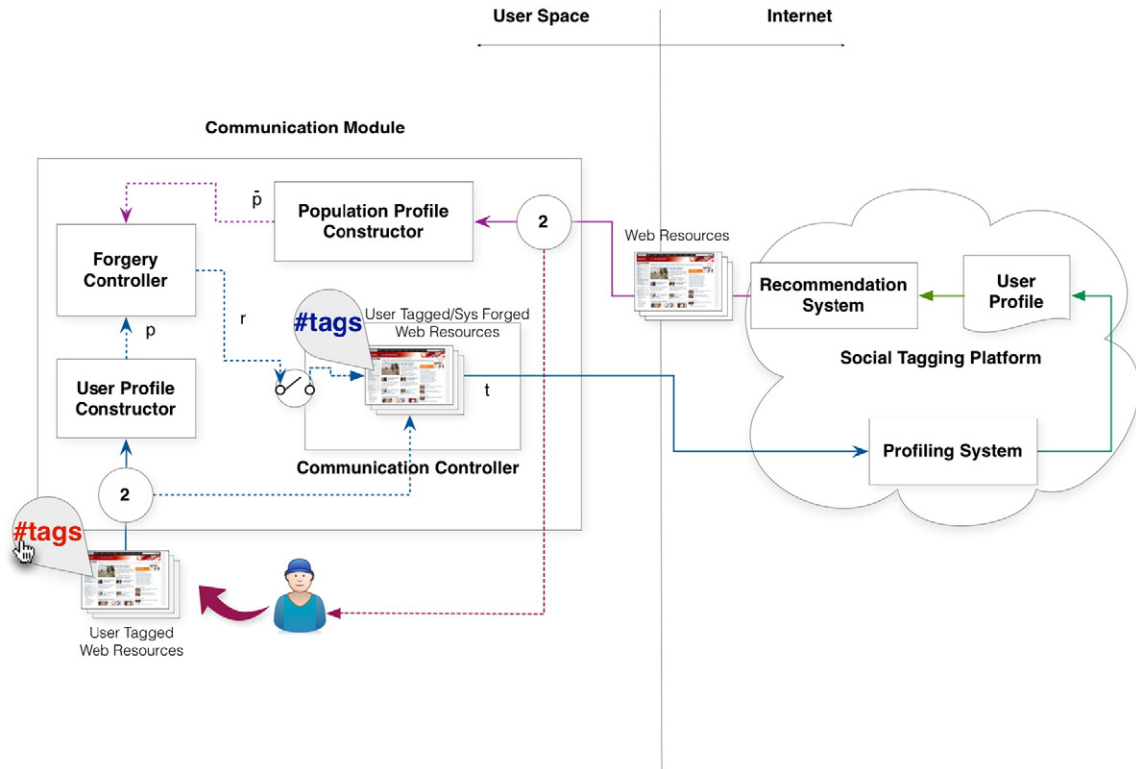 User Space
Internet
Communication Module
p̄
Population Profile
Constructor
2
Web Resources
Forgery
Controller
Recommendation
System
User
Profile
#tags
User Tagged/Sys Forged
Web Resources
r
p
Social Tagging Platform
User Profile
Constructor
t
Profiling System
Communication Controller
2
#tags
User Tagged
Web Resources